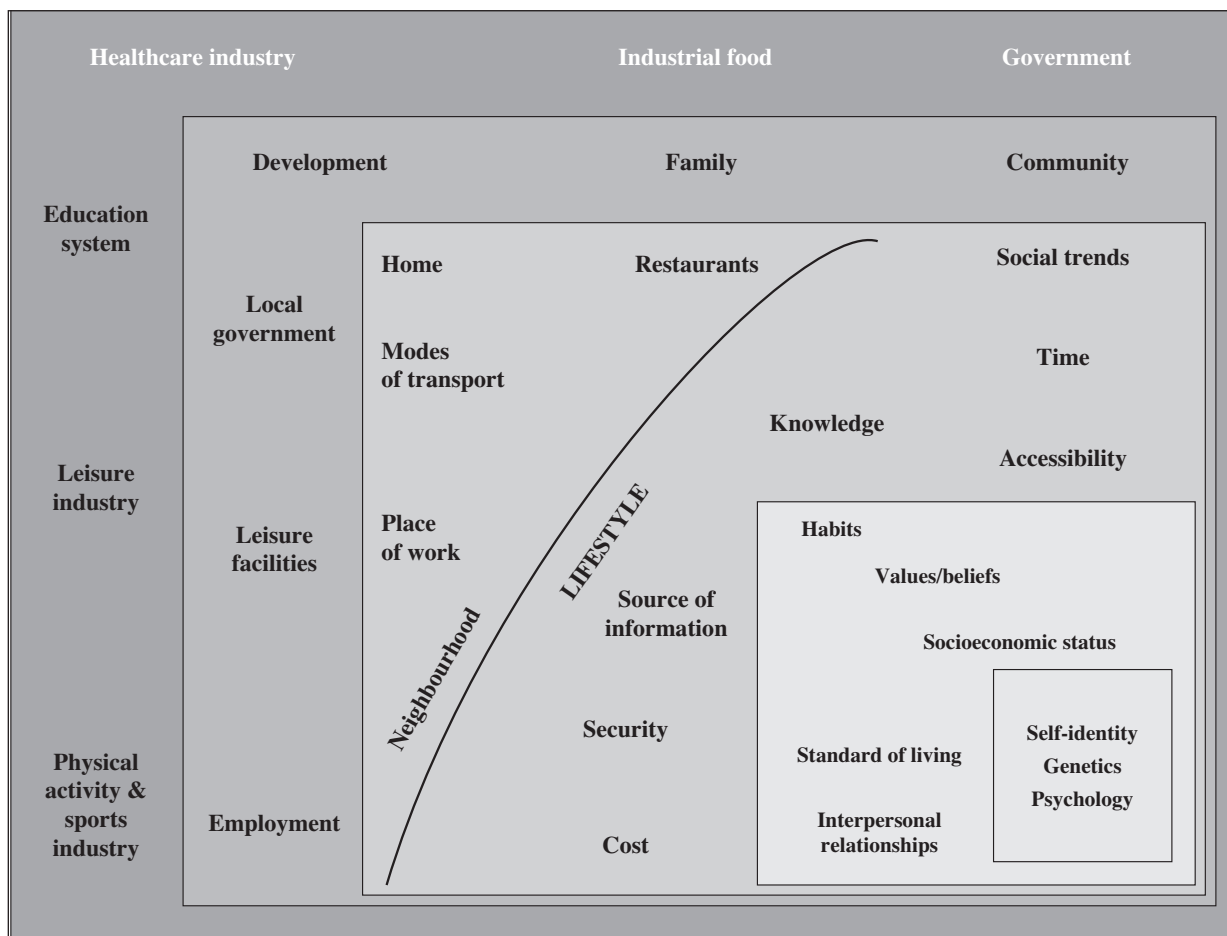 Healthcare industry
Industrial food
Government
Development
Family
Community
Education
system
Home
Restaurants
Social trends
Local
government
Modes
of transport
Time
Knowledge
Accessibility
Leisure
industry
Leisure
facilities
Place
of work
LIFESTYLE
Neighbourhood
Source of
information
Habits
Values/beliefs
Socioeconomic status
Security
Standard of living
Self-identity
Genetics
Psychology
Physical
activity &
sports
industry
Employment
Cost
Interpersonal
relationships